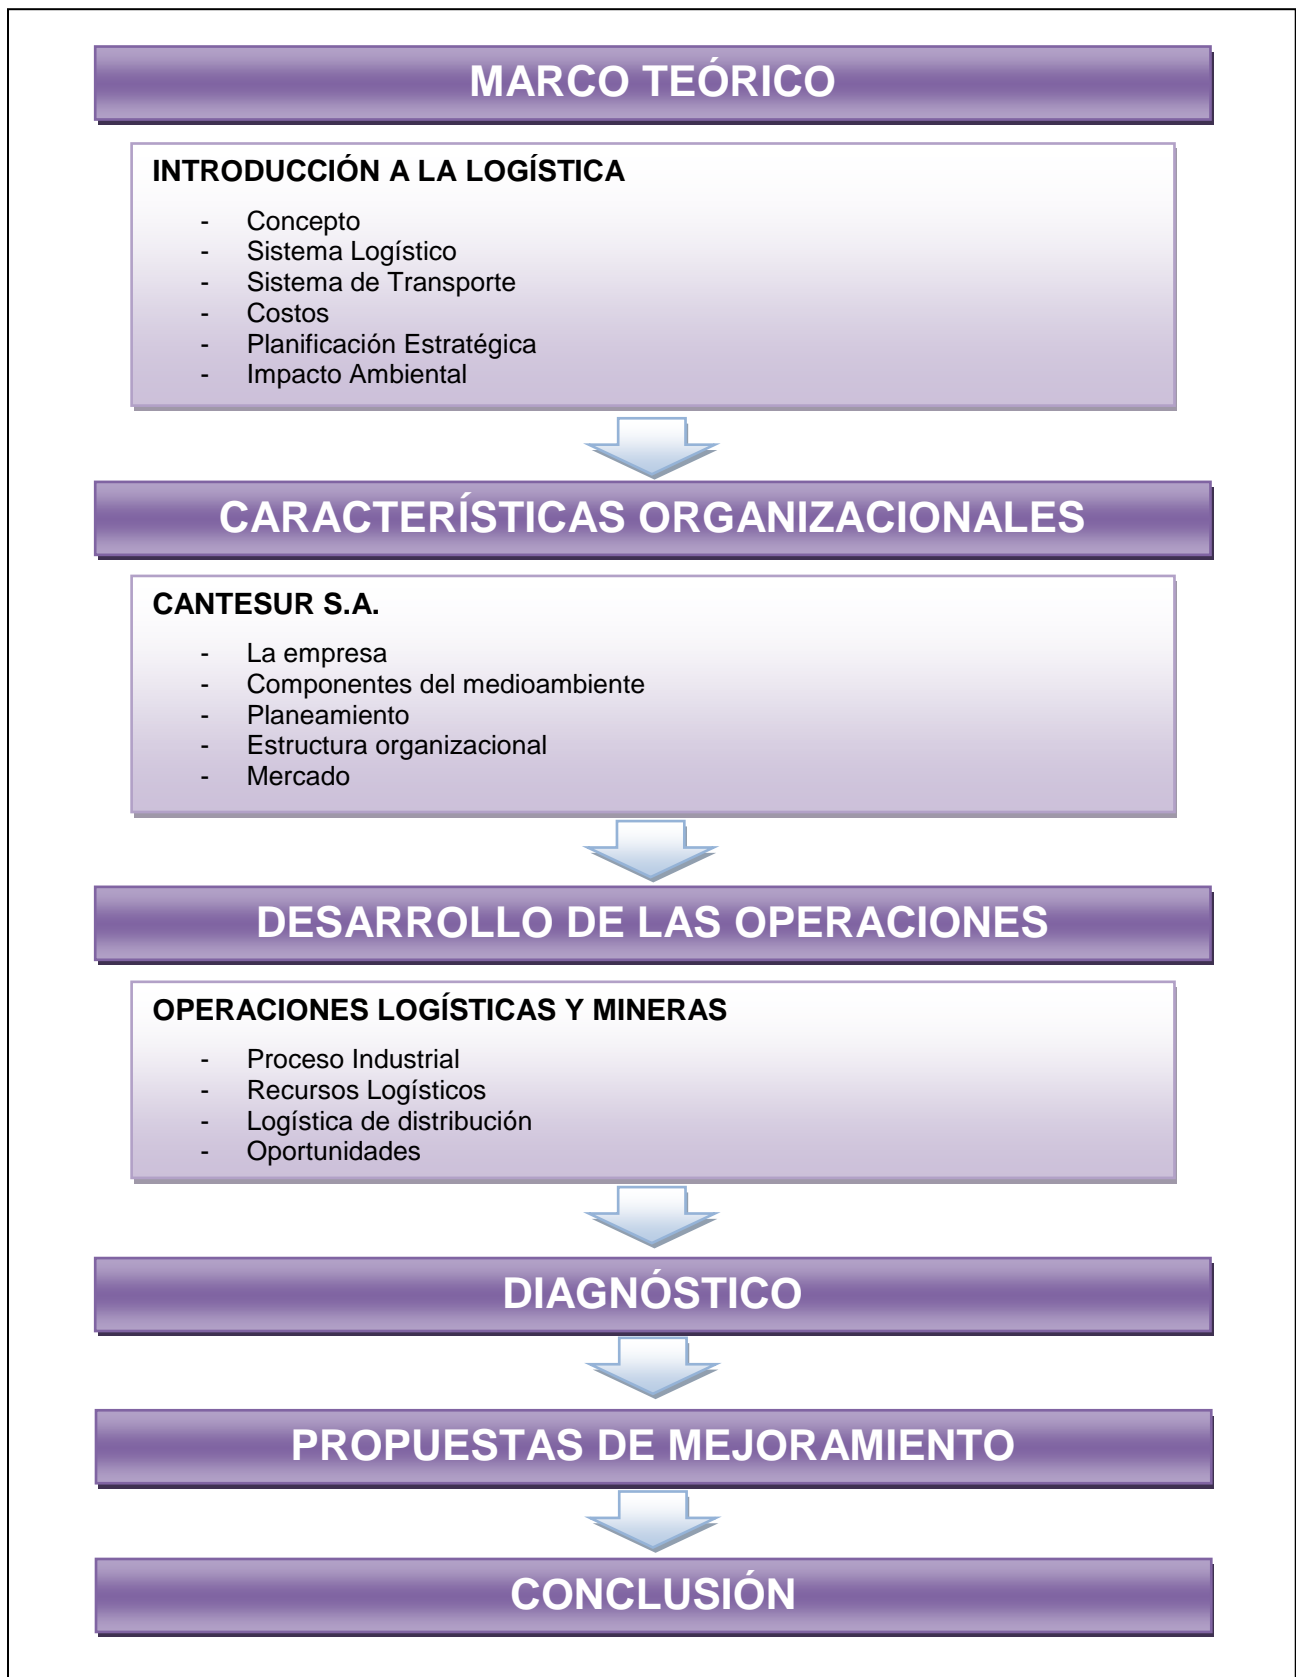 MARCO TEÓRICO
INTRODUCCIÓN A LA LOGÍSTICA
- Concepto
- Sistema Logístico
- Sistema de Transporte
- Costos
- Planificación Estratégica
- Impacto Ambiental
CARACTERÍSTICAS ORGANIZACIONALES
CANTESUR S.A.
- La empresa
- Componentes del medioambiente
- Planeamiento
- Estructura organizacional
- Mercado
DESARROLLO DE LAS OPERACIONES
OPERACIONES LOGÍSTICAS Y MINERAS
- Proceso Industrial
- Recursos Logísticos
- Logística de distribución
- Oportunidades
DIAGNÓSTICO
PROPUESTAS DE MEJORAMIENTO
CONCLUSIÓN